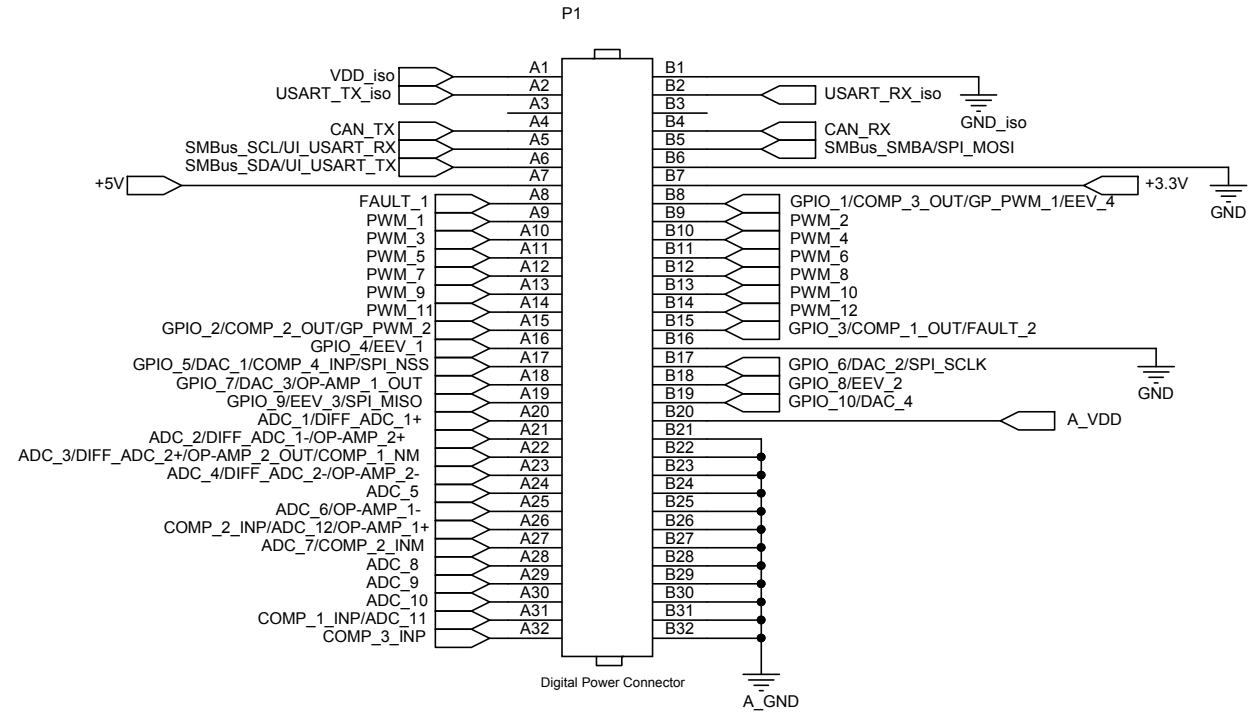 P1
A1 B1
VDD_iso
A2 B2
USART_TX_iso USART_RX_iso
A3 B3
GND_iso
A4 B4
CAN_TX CAN_RX
A5 B5
SMBus_SCL/UI_USART_RX SMBus_SMBA/SPI_MOSI
A6 B6
SMBus_SDA/UI_USART_TX
A7 B7
+5V +3.3V
GND
A8 B8
FAULT_1 GPIO_1/COMP_3_OUT/GP_PWM_1/EEV_4
A9 B9
PWM_1 PWM_2
A10 B10
PWM_3 PWM_4
A11 B11
PWM_5 PWM_6
A12 B12
PWM_7 PWM_8
A13 B13
PWM_9 PWM_10
A14 B14
PWM_11 PWM_12
A15 B15
GPIO_2/COMP_2_OUT/GP_PWM_2 GPIO_3/COMP_1_OUT/FAULT_2
A16 B16
GPIO_4/EEV_1
A17 B17
GPIO_5/DAC_1/COMP_4_INP/SPI_NSS GPIO_6/DAC_2/SPI_SCLK
A18 B18
GPIO_7/DAC_3/OP-AMP_1_OUT GPIO_8/EEV_2
GND
A19 B19
GPIO_9/EEV_3/SPI_MISO GPIO_10/DAC_4
A20 B20
ADC_1/DIFF_ADC_1+ A_VDD
A21 B21
ADC_2/DIFF_ADC_1-/OP-AMP_2+
A22 B22
ADC_3/DIFF_ADC_2+/OP-AMP_2_OUT/COMP_1_NM
A23 B23
ADC_4/DIFF_ADC_2-/OP-AMP_2-
A24 B24
ADC_5
A25 B25
ADC_6/OP-AMP_1-
A26 B26
COMP_2_INP/ADC_12/OP-AMP_1+
A27 B27
ADC_7/COMP_2_INM
A28 B28
ADC_8
A29 B29
ADC_9
A30 B30
ADC_10
A31 B31
COMP_1_INP/ADC_11
A32 B32
COMP_3_INP
Digital Power Connector
A_GND